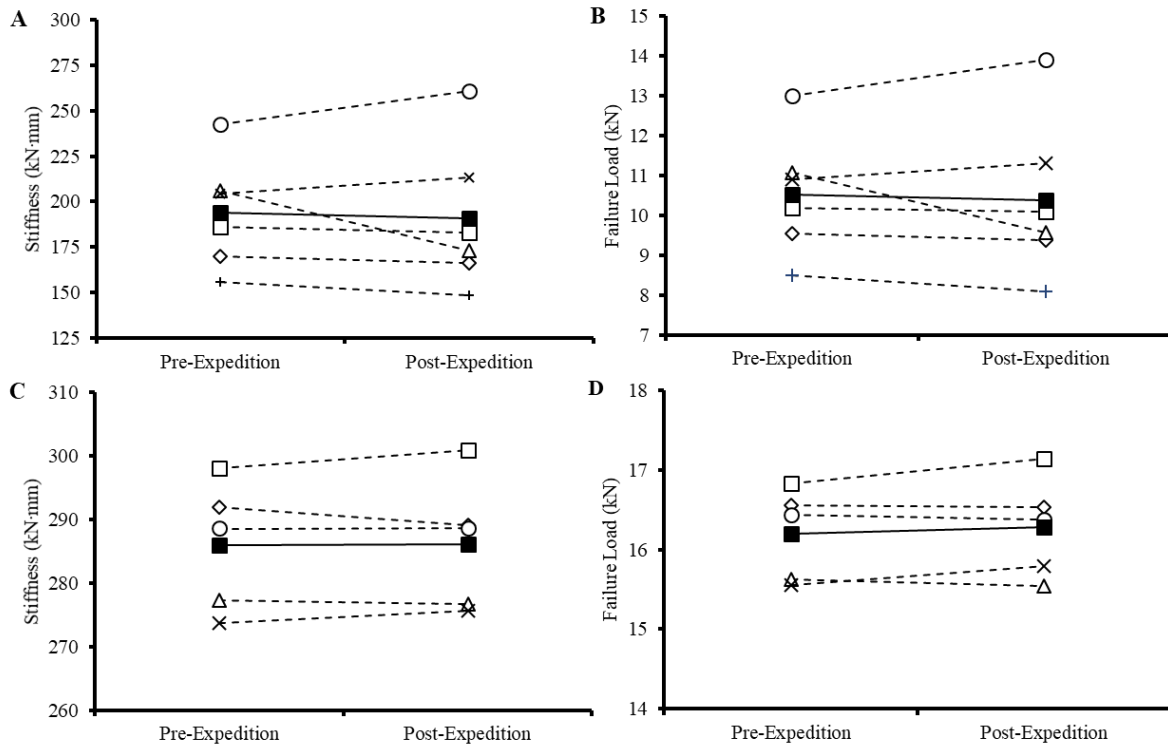 A
Stiffness (kN·mm)
300
275
250
225
200
175
150
125
Pre-Expedition Post-Expedition
B
Failure Load (kN)
15
14
13
12
11
10
9
8
7
Pre-Expedition Post-Expedition
C
Stiffness (kN·mm)
310
300
290
280
270
260
Pre-Expedition Post-Expedition
D
Failure Load (kN)
18
17
16
15
14
Pre-Expedition Post-Expedition